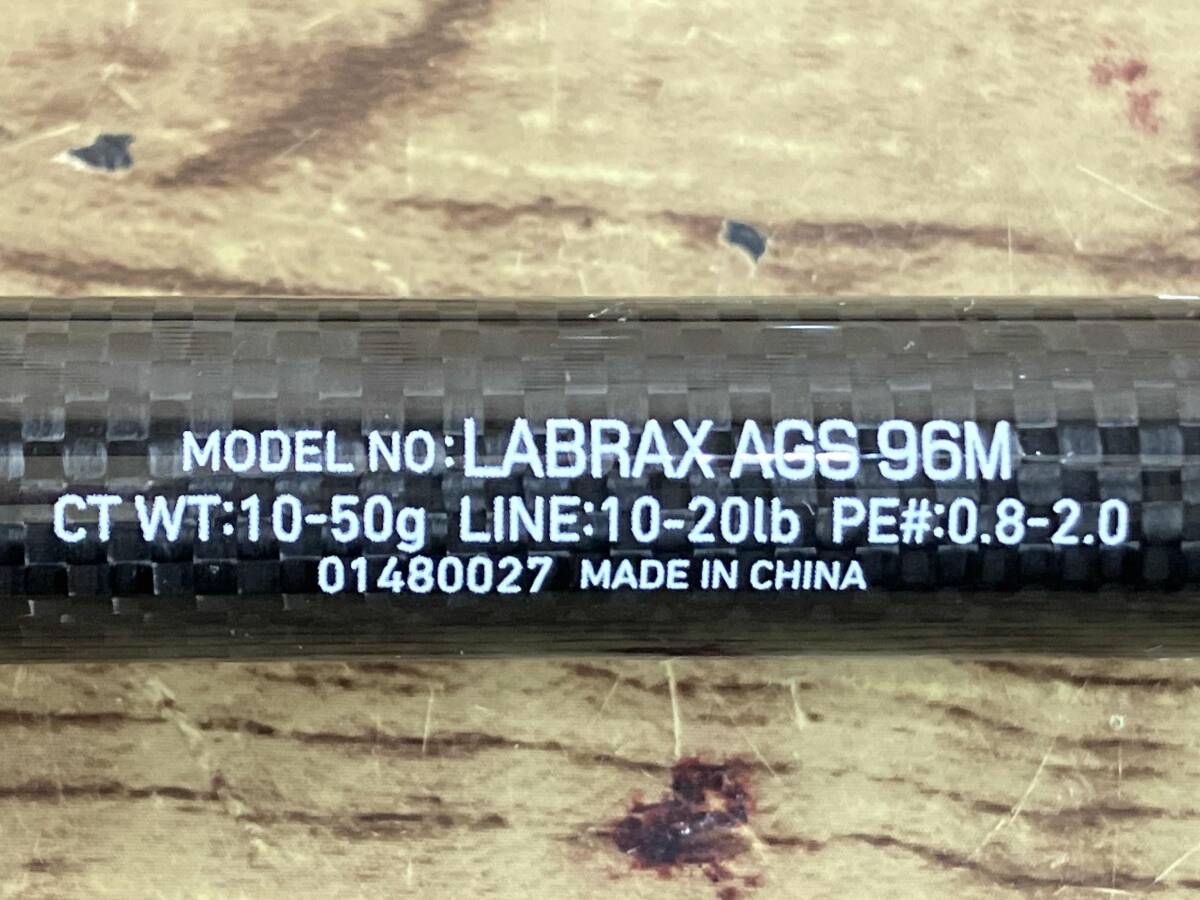 MODEL NO:LABRAX AGS 96M
CT WT:10-50g LINE:10-20lb PE#:0.8-2.0
01480027 MADE IN CHINA